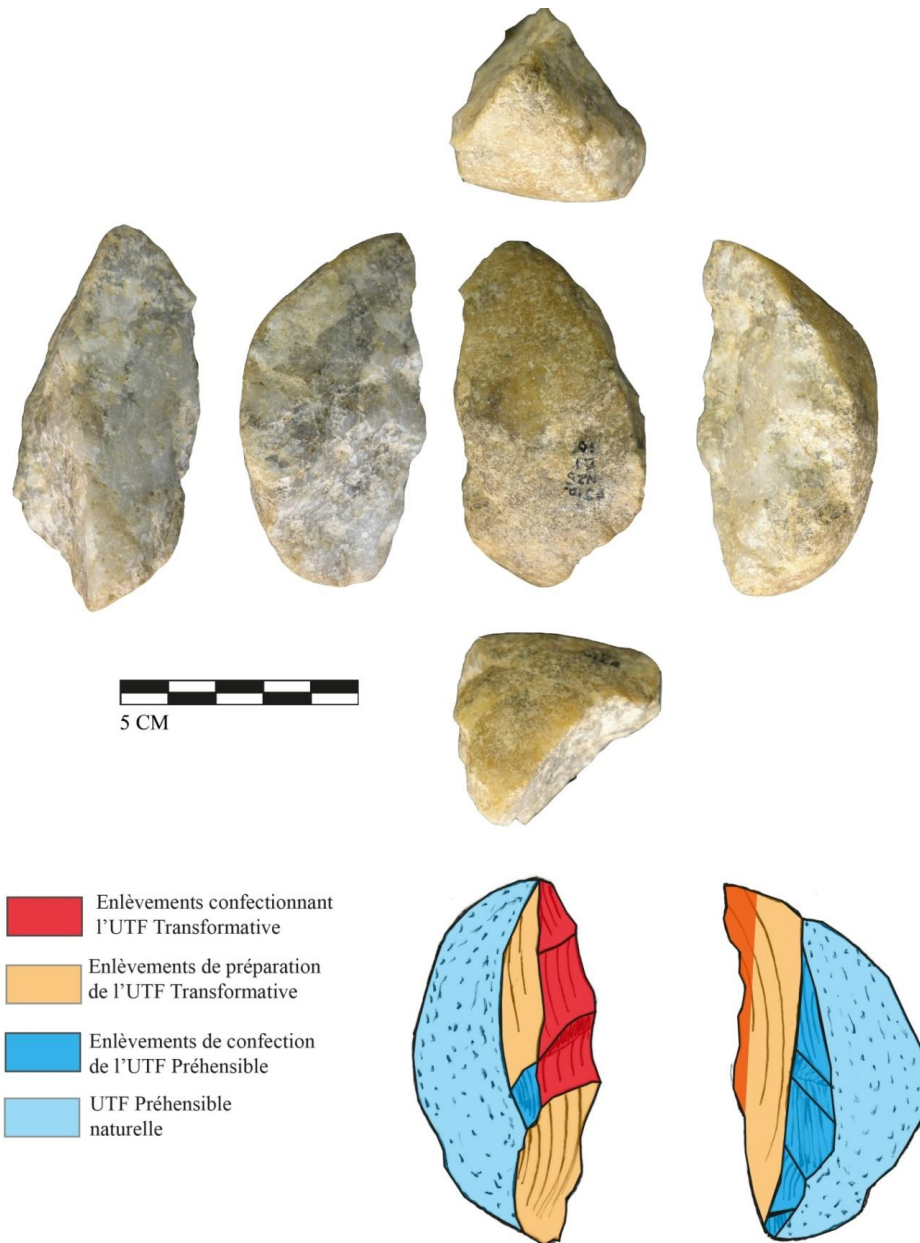 5 CM
Enlèvements confectionnant
l'UTF Transformative
Enlèvements de préparation
de l'UTF Transformative
Enlèvements de confection
de l'UTF Préhensible
UTF Préhensible
naturelle